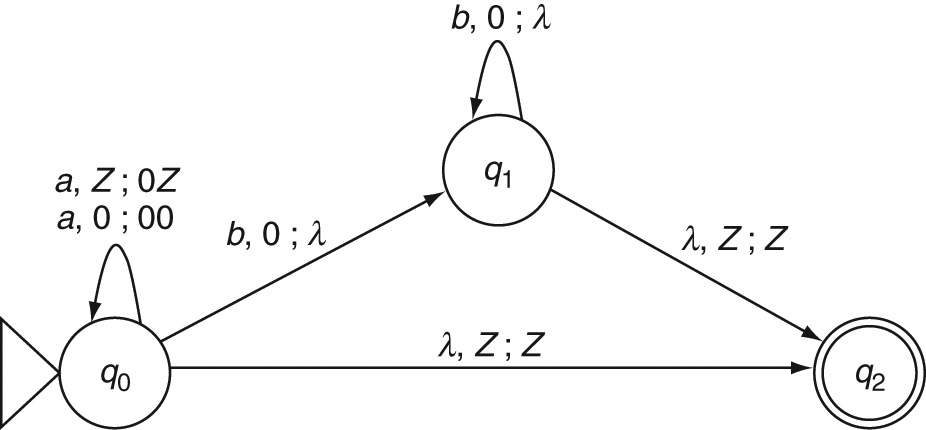 b, 0 ; λ
q₁
a, Z ; 0Z
a, 0 ; 00
b, 0 ; λ
λ, Z ; Z
λ, Z ; Z
q₀
q₂